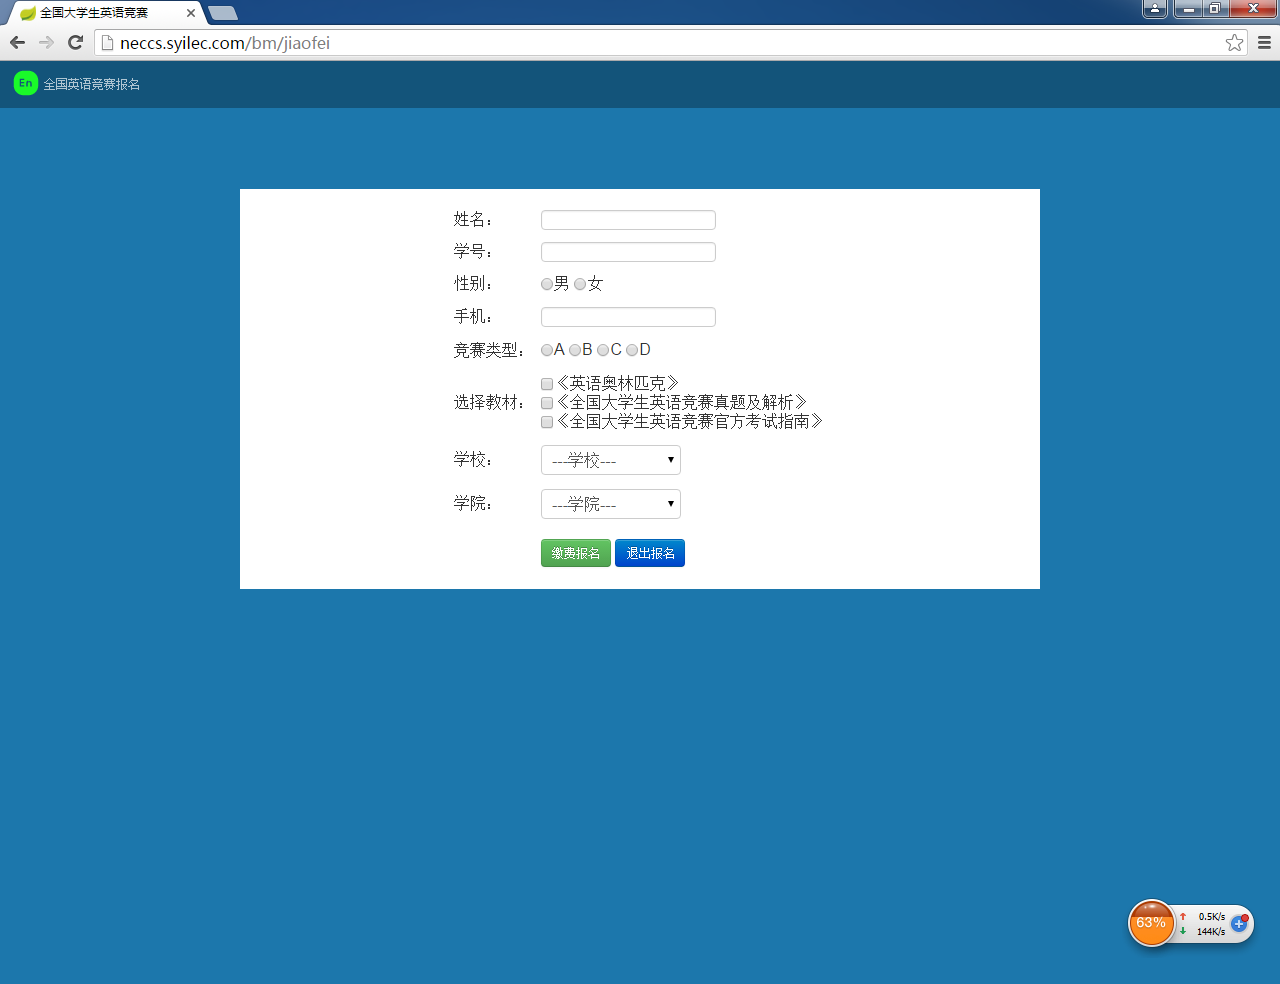 全国大学生英语竞赛
neccs.syilec.com/bm/jiaofei
En 全国英语竞赛报名
姓名：
学号：
性别： 男 女
手机：
竞赛类型： A B C D
选择教材： 《英语奥林匹克》
《全国大学生英语竞赛真题及解析》
《全国大学生英语竞赛官方考试指南》
学校： ---学校---
学院： ---学院---
缴费报名 退出报名
63% 0.5K/s
144K/s